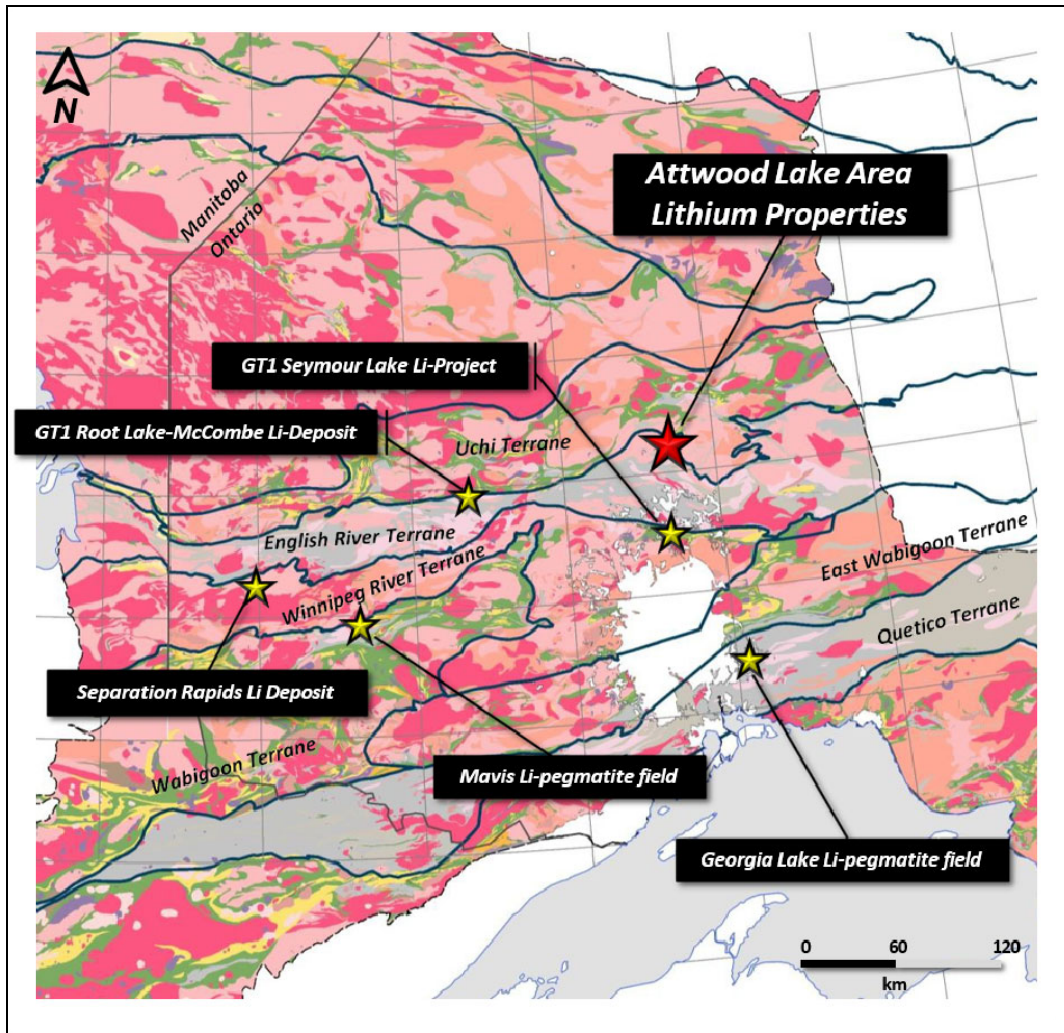 N
Manitoba
Ontario
Attwood Lake Area
Lithium Properties
GT1 Seymour Lake Li-Project
GT1 Root Lake-McCombe Li-Deposit
Uchi Terrane
English River Terrane
Winnipeg River Terrane
East Wabigoon Terrane
Quetico Terrane
Separation Rapids Li Deposit
Wabigoon Terrane
Mavis Li-pegmatite field
Georgia Lake Li-pegmatite field
0 60 120
km